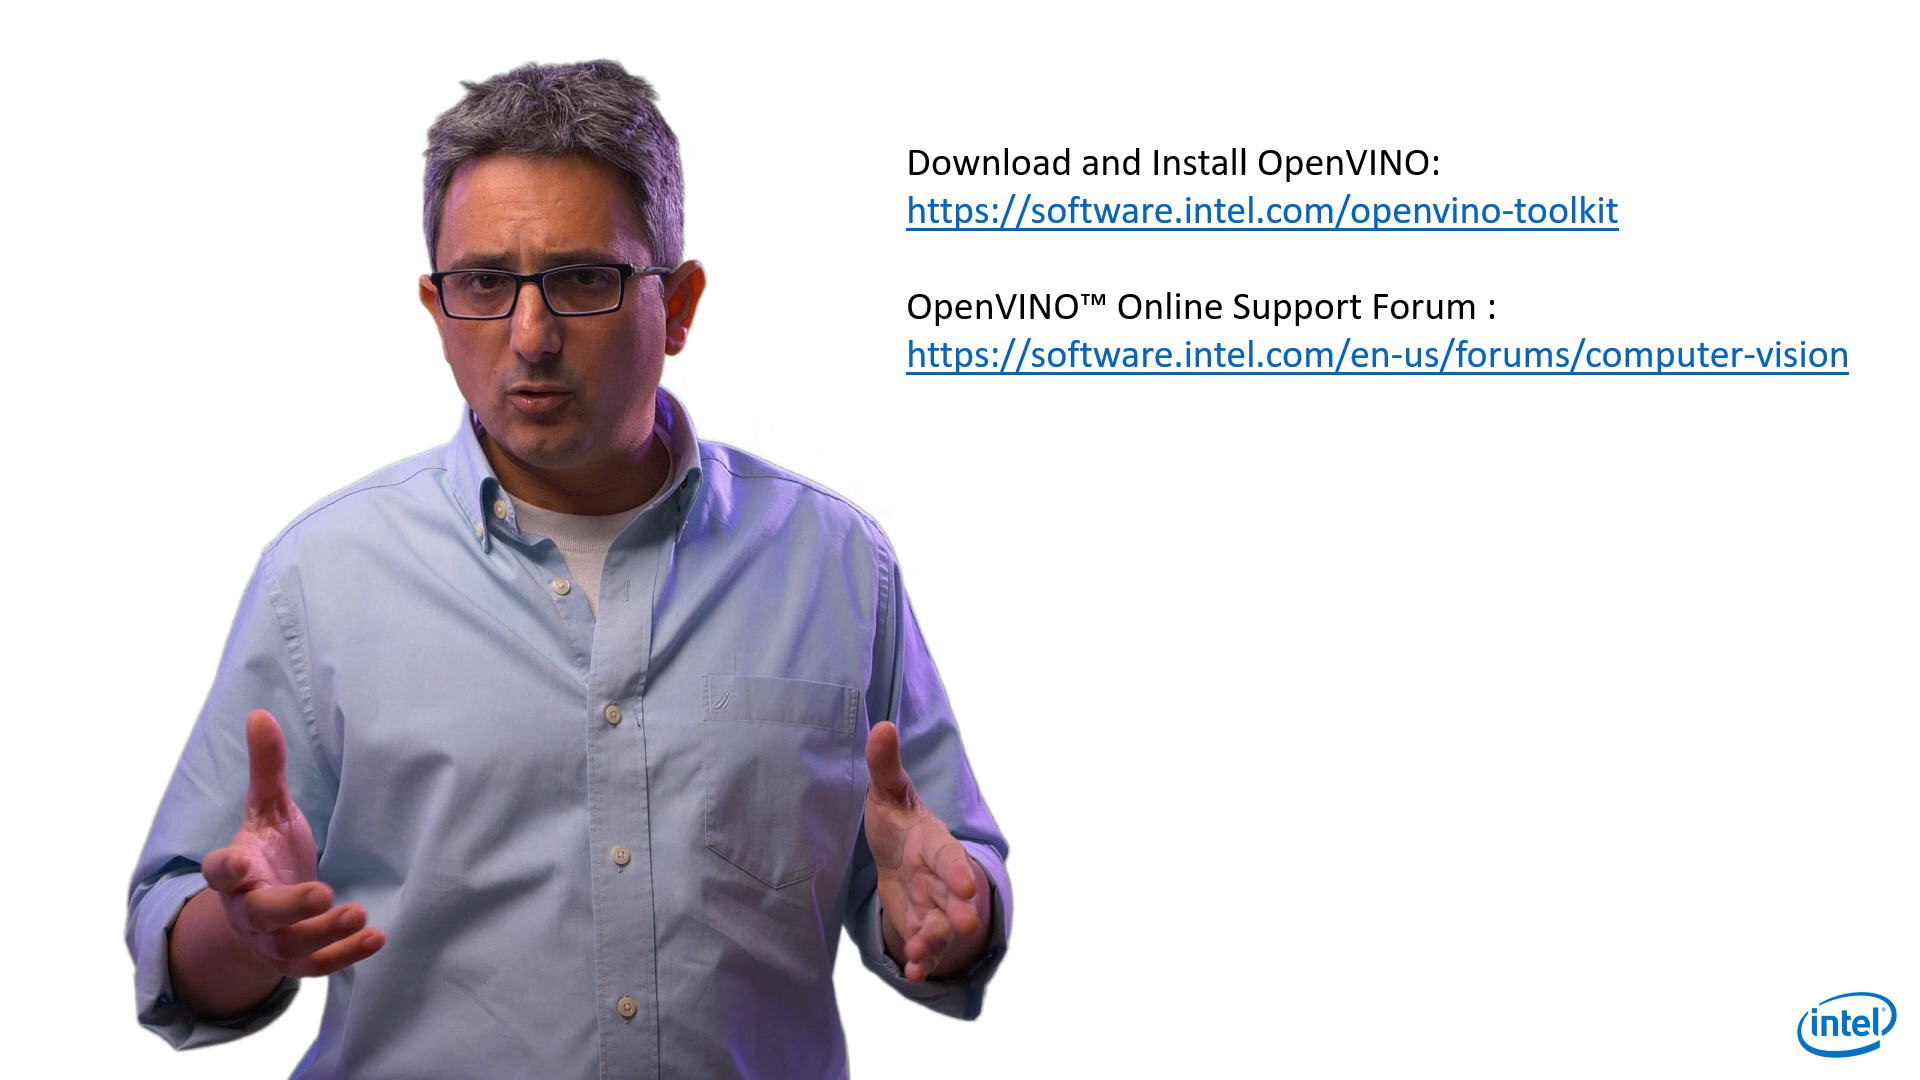 Download and Install OpenVINO:
https://software.intel.com/openvino-toolkit
OpenVINO™ Online Support Forum :
https://software.intel.com/en-us/forums/computer-vision
intel